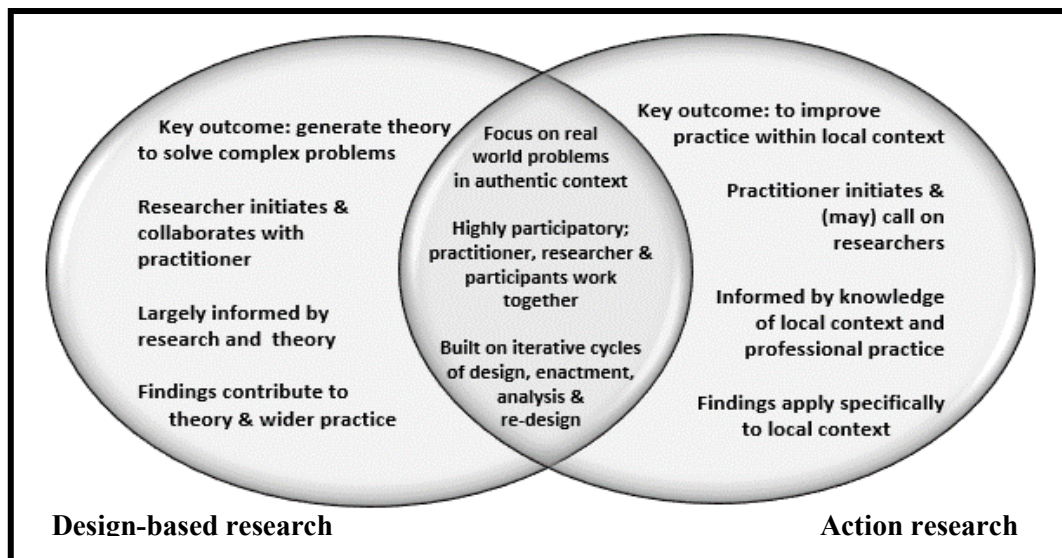 Key outcome: generate theory
to solve complex problems
Researcher initiates &
collaborates with
practitioner
Largely informed by
research and theory
Findings contribute to
theory & wider practice
Focus on real
world problems
in authentic context
Highly participatory;
practitioner, researcher &
participants work
together
Built on iterative cycles
of design, enactment,
analysis &
re-design
Key outcome: to improve
practice within local context
Practitioner initiates &
(may) call on
researchers
Informed by knowledge
of local context and
professional practice
Findings apply specifically
to local context
Design-based research
Action research